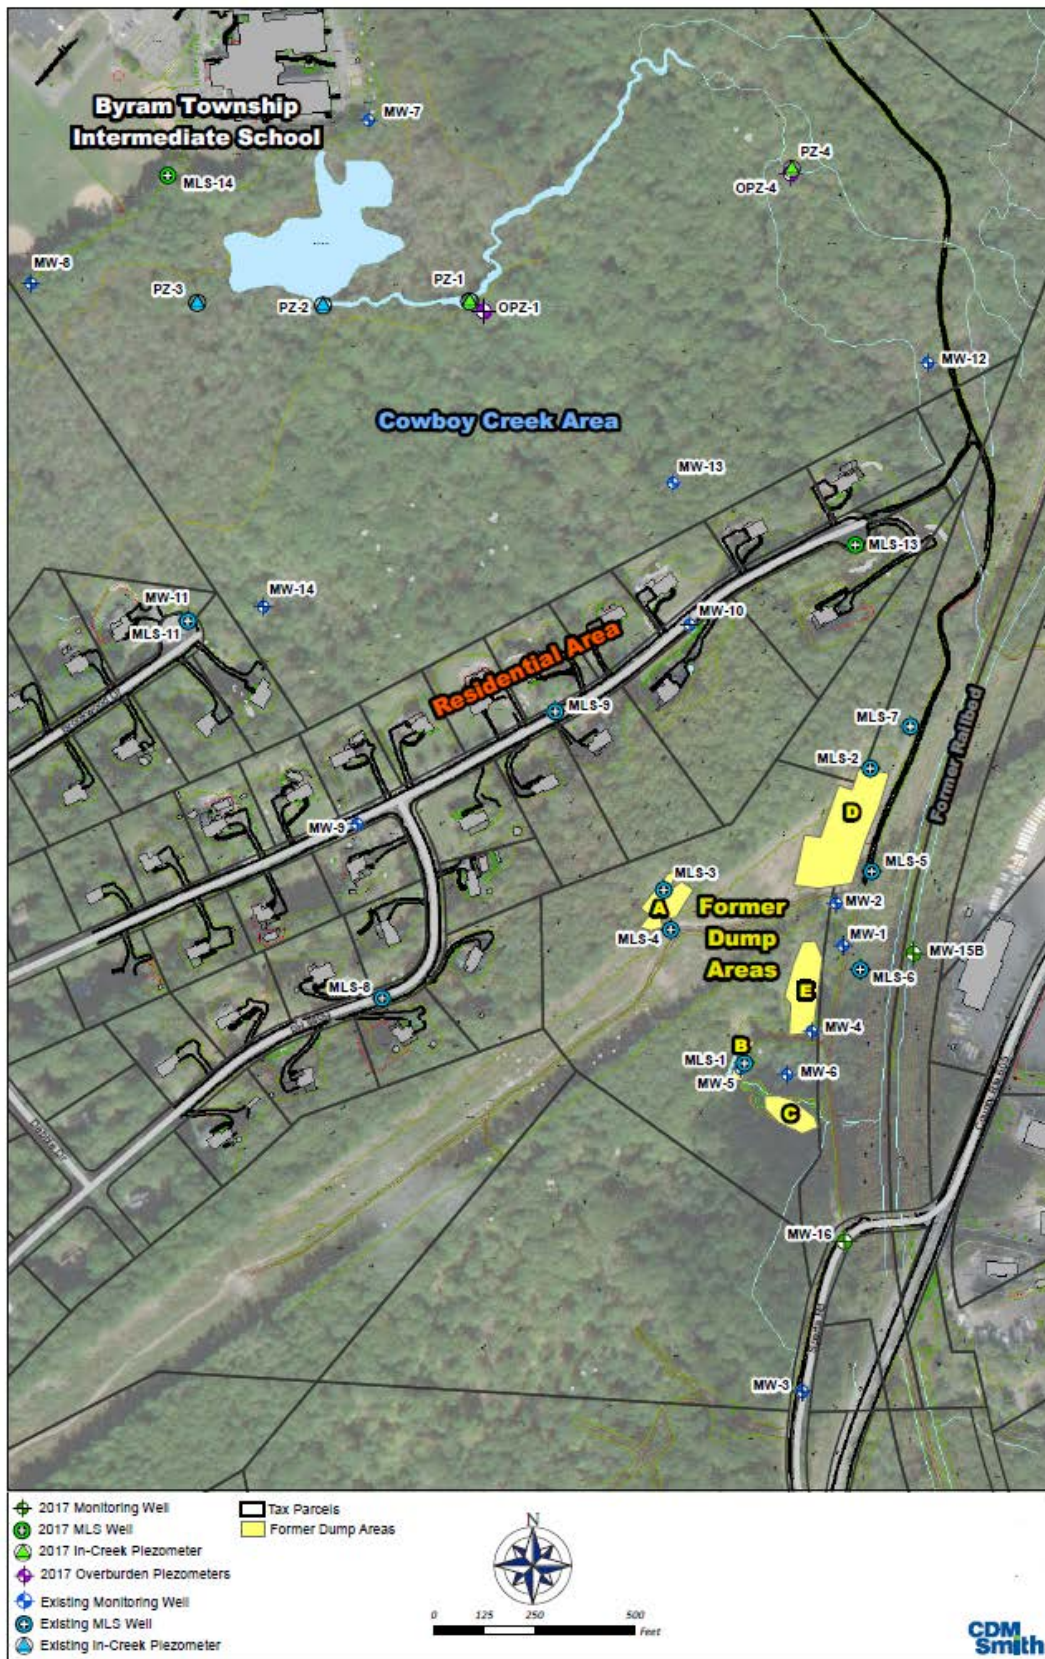 Byram Township
Intermediate School
MW-7
MLS-14
PZ-4
OPZ-4
MW-8
PZ-3
PZ-2
PZ-1
OPZ-1
MW-12
Cowboy Creek Area
MW-13
MLS-13
MW-14
MW-11
MLS-11
MW-10
Residential Area
MLS-9
MLS-7
MLS-2
Former Railbed
D
MW-9
MLS-5
MLS-3
A
MLS-4
Former
Dump
Areas
MW-2
MW-1
MW-15B
MLS-6
MLS-8
E
MW-4
B
MLS-1
MW-5
MW-6
C
MW-16
MW-3
2017 Monitoring Well
2017 MLS Well
2017 In-Creek Piezometer
2017 Overburden Piezometers
Existing Monitoring Well
Existing MLS Well
Existing In-Creek Piezometer
Tax Parcels
Former Dump Areas
N
0 125 250 500
Feet
CDM
Smith